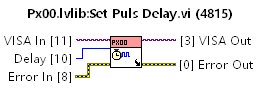 Px00.lvlib:Set Puls Delay.vi (4815)
VISA In [11]
PX00
[3] VISA Out
Delay [10]
Error In [8]
[0] Error Out